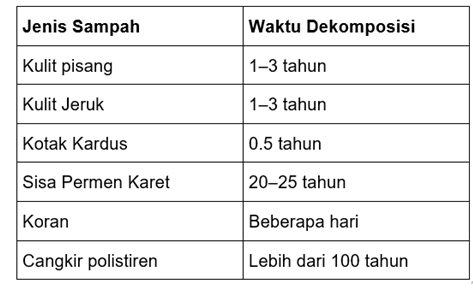 Jenis Sampah Waktu Dekomposisi
Kulit pisang 1–3 tahun
Kulit Jeruk 1–3 tahun
Kotak Kardus 0.5 tahun
Sisa Permen Karet 20–25 tahun
Koran Beberapa hari
Cangkir polistiren Lebih dari 100 tahun